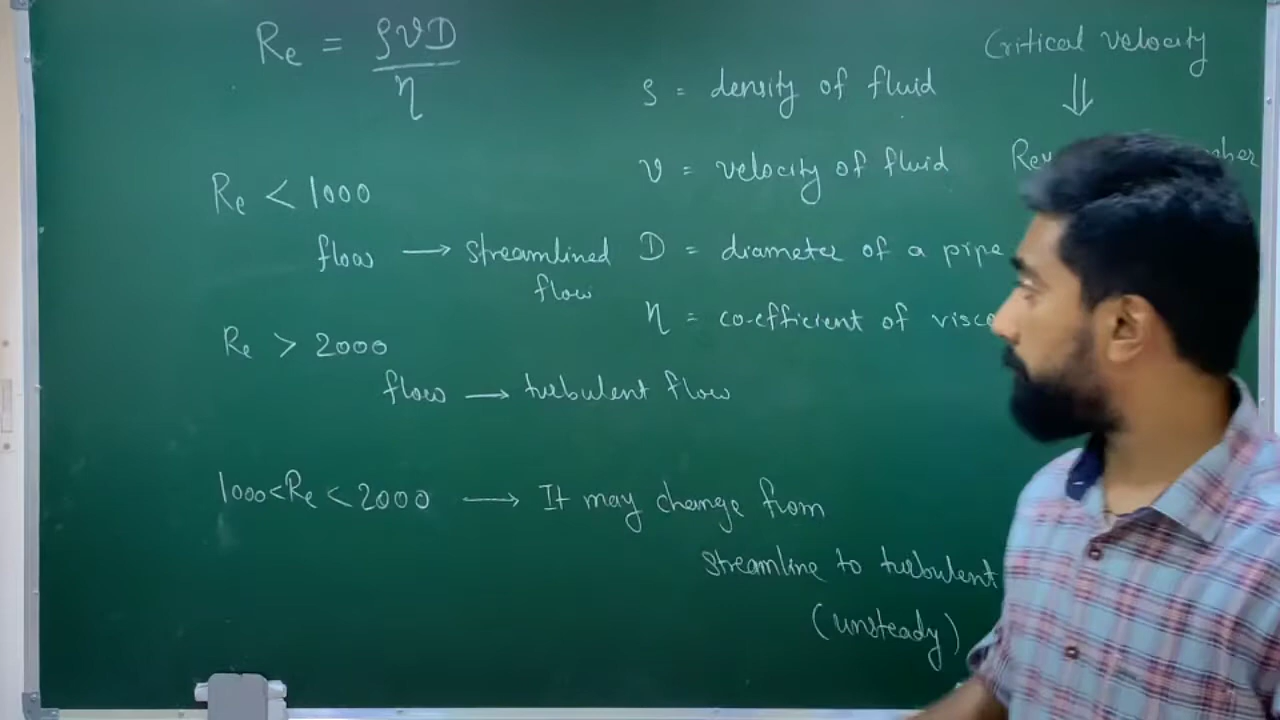 Re = ρvD
η
Critical velocity
⇓
ρ = density of fluid
v = velocity of fluid
Re < 1000
flow → streamlined
flow
D = diameter of a pipe
η = co-efficient of
Re > 2000
flow → turbulent flow
1000 < Re < 2000 → It may change from
streamline to turbulent
(unsteady)